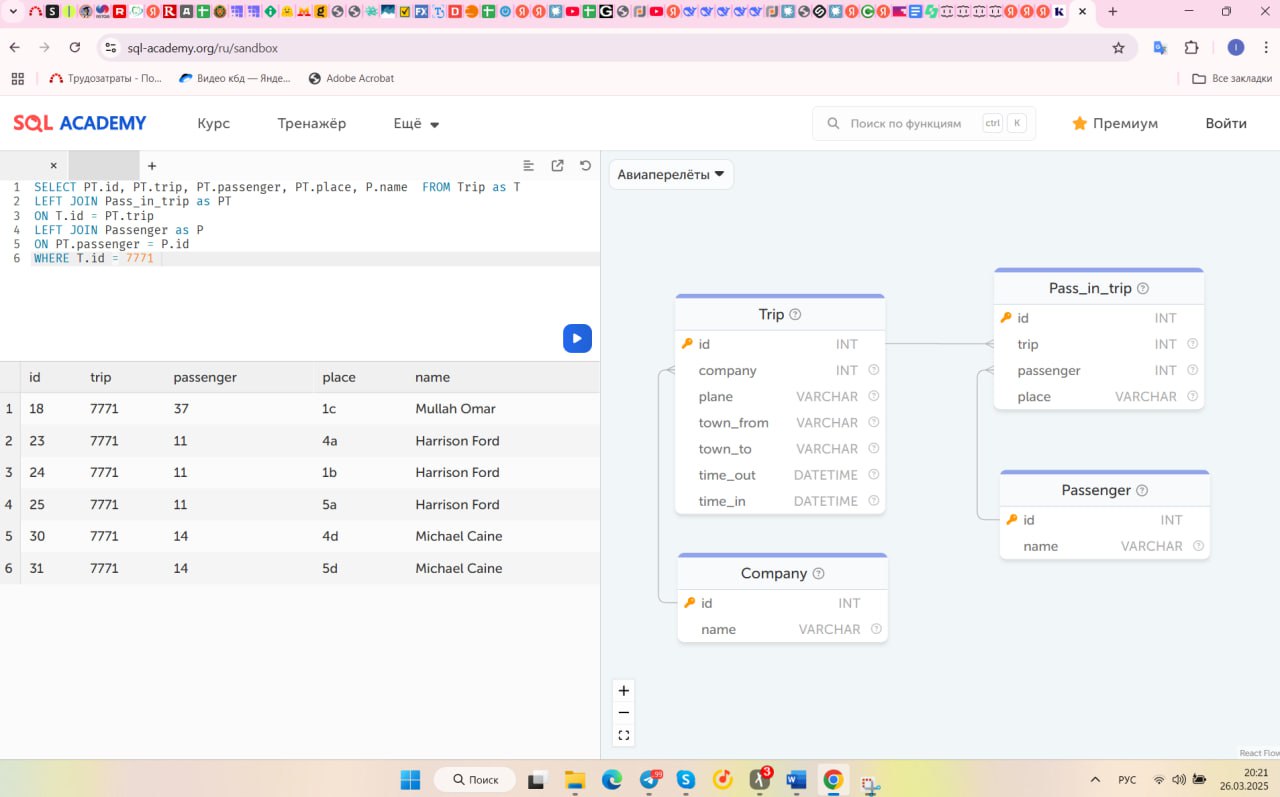 sql-academy.org/ru/sandbox
Трудозатраты - По...
Видео кбд — Янде...
Adobe Acrobat
Все закладки
SQL ACADEMY
Курс
Тренажёр
Ещё
Поиск по функциям
ctrl
K
Премиум
Войти
1 SELECT PT.id, PT.trip, PT.passenger, PT.place, P.name FROM Trip as T
2 LEFT JOIN Pass_in_trip as PT
3 ON T.id = PT.trip
4 LEFT JOIN Passenger as P
5 ON PT.passenger = P.id
6 WHERE T.id = 7771
id trip passenger place name
1 18 7771 37 1c Mullah Omar
2 23 7771 11 4a Harrison Ford
3 24 7771 11 1b Harrison Ford
4 25 7771 11 5a Harrison Ford
5 30 7771 14 4d Michael Caine
6 31 7771 14 5d Michael Caine
Авиаперелёты
Trip
id INT
company INT
plane VARCHAR
town_from VARCHAR
town_to VARCHAR
time_out DATETIME
time_in DATETIME
Pass_in_trip
id INT
trip INT
passenger INT
place VARCHAR
Passenger
id INT
name VARCHAR
Company
id INT
name VARCHAR
React Flow
Поиск
99
3
РУС
20:21
26.03.2025